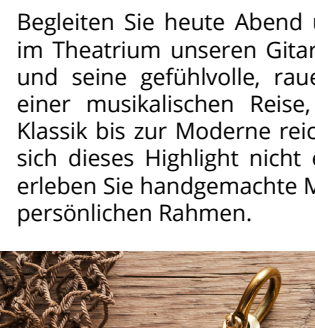 Begleiten Sie heute Abend
im Theatrium unseren
und seine gefühlvolle,
einer musikalischen Reise,
Klassik bis zur Moderne
sich dieses Highlight nicht
erleben Sie handgemachte
persönlichen Rahmen.